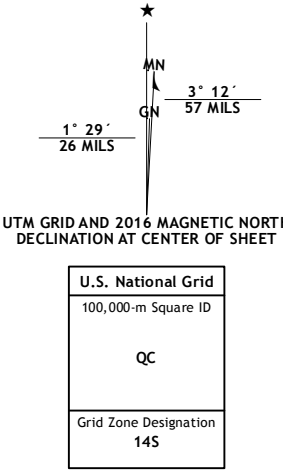 ★
MN
3° 12´
57 MILS
GN
1° 29´
26 MILS
UTM GRID AND 2016 MAGNETIC NORTH
DECLINATION AT CENTER OF SHEET
U.S. National Grid
100,000-m Square ID
QC
Grid Zone Designation
14S